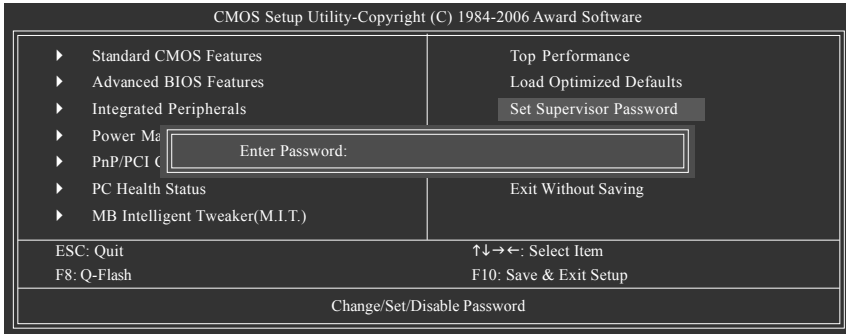 CMOS Setup Utility-Copyright (C) 1984-2006 Award Software
Standard CMOS Features
Advanced BIOS Features
Integrated Peripherals
Power Ma
PnP/PCI
PC Health Status
MB Intelligent Tweaker(M.I.T.)
Top Performance
Load Optimized Defaults
Set Supervisor Password
Exit Without Saving
Enter Password:
ESC: Quit
↑↓→←: Select Item
F8: Q-Flash
F10: Save & Exit Setup
Change/Set/Disable Password